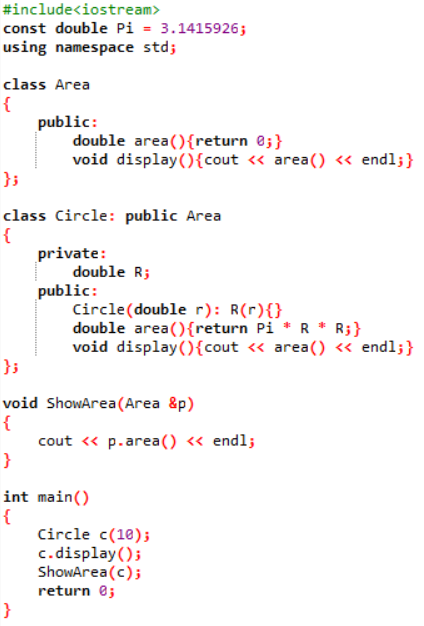 #include<iostream>
const double Pi = 3.1415926;
using namespace std;
class Area
{
public:
double area(){return 0;}
void display(){cout << area() << endl;}
};
class Circle: public Area
{
private:
double R;
public:
Circle(double r): R(r){}
double area(){return Pi * R * R;}
void display(){cout << area() << endl;}
};
void ShowArea(Area &p)
{
cout << p.area() << endl;
}
int main()
{
Circle c(10);
c.display();
ShowArea(c);
return 0;
}